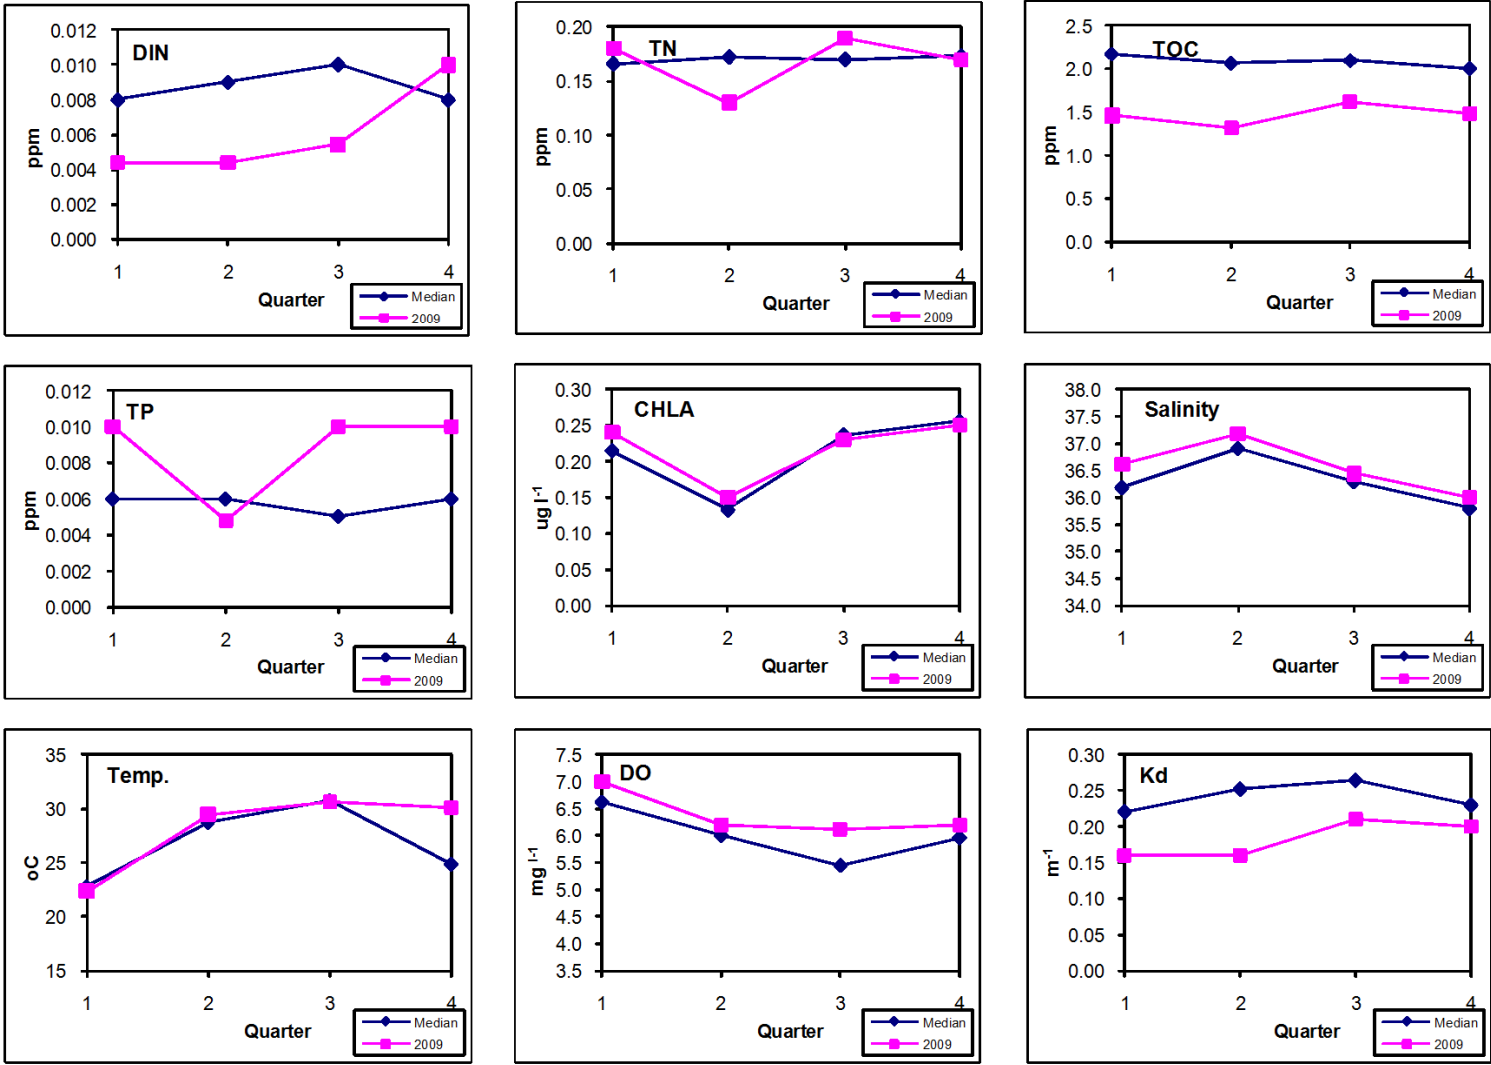 DIN
0.012
0.010
0.008
0.006
0.004
0.002
0.000
ppm
1 2 3 4
Quarter
Median
2009
TN
0.20
0.15
0.10
0.05
0.00
ppm
1 2 3 4
Quarter
Median
2009
TOC
2.5
2.0
1.5
1.0
0.5
0.0
ppm
1 2 3 4
Quarter
Median
2009
TP
0.012
0.010
0.008
0.006
0.004
0.002
0.000
ppm
1 2 3 4
Quarter
Median
2009
CHLA
0.30
0.25
0.20
0.15
0.10
0.05
0.00
ug l-1
1 2 3 4
Quarter
Median
2009
Salinity
38.0
37.5
37.0
36.5
36.0
35.5
35.0
34.5
34.0
1 2 3 4
Quarter
Median
2009
Temp.
35
30
25
20
15
oC
1 2 3 4
Quarter
Median
2009
DO
7.5
7.0
6.5
6.0
5.5
5.0
4.5
4.0
3.5
mg l-1
1 2 3 4
Quarter
Median
2009
Kd
0.30
0.25
0.20
0.15
0.10
0.05
0.00
m-1
1 2 3 4
Quarter
Median
2009